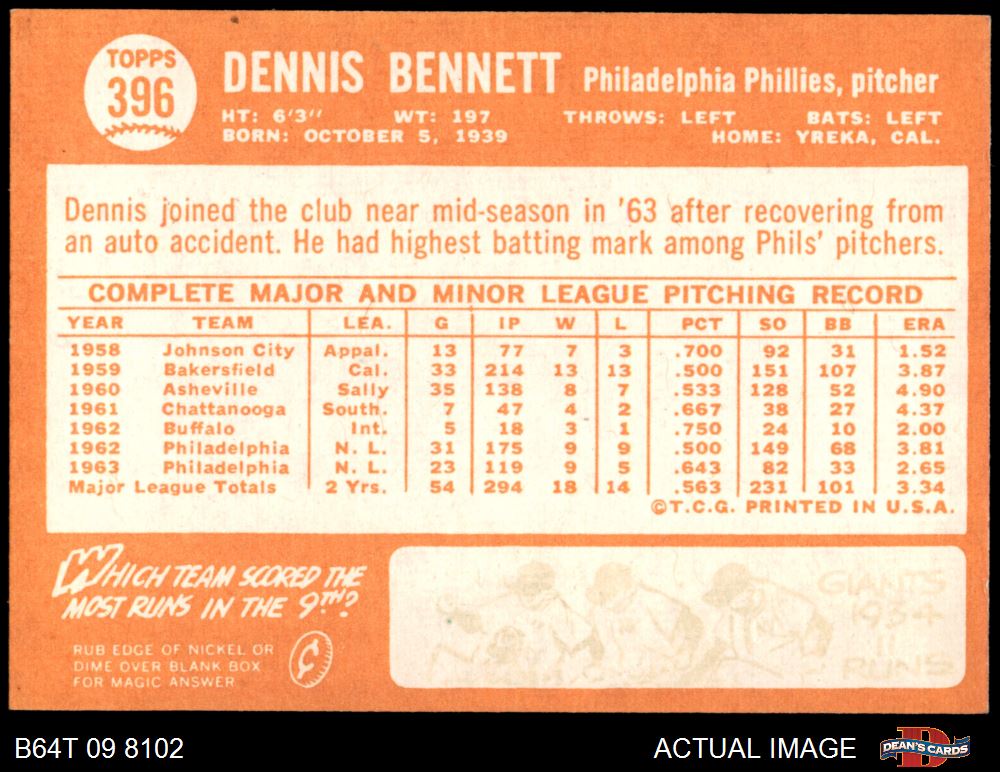 TOPPS
396
DENNIS BENNETT Philadelphia Phillies, pitcher
HT: 6'3" WT: 197 THROWS: LEFT BATS: LEFT
BORN: OCTOBER 5, 1939 HOME: YREKA, CAL.
Dennis joined the club near mid-season in '63 after recovering from
an auto accident. He had highest batting mark among Phils' pitchers.
COMPLETE MAJOR AND MINOR LEAGUE PITCHING RECORD
YEAR TEAM LEA. G IP W L PCT SO BB ERA
1958 Johnson City Appal. 13 77 7 3 .700 92 31 1.52
1959 Bakersfield Cal. 33 214 13 13 .500 151 107 3.87
1960 Asheville Sally 35 138 8 7 .533 128 52 4.90
1961 Chattanooga South. 7 47 4 2 .667 38 27 4.37
1962 Buffalo Int. 5 18 3 1 .750 24 10 2.00
1962 Philadelphia N. L. 31 175 9 9 .500 149 68 3.81
1963 Philadelphia N. L. 23 119 9 5 .643 82 33 2.65
Major League Totals 2 Yrs. 54 294 18 14 .563 231 101 3.34
©T.C.G. PRINTED IN U.S.A.
WHICH TEAM SCORED THE
MOST RUNS IN THE 9TH?
RUB EDGE OF NICKEL OR
DIME OVER BLANK BOX
FOR MAGIC ANSWER
GIANTS
1934
11
RUNS
B64T 09 8102 ACTUAL IMAGE DEAN'S CARDS